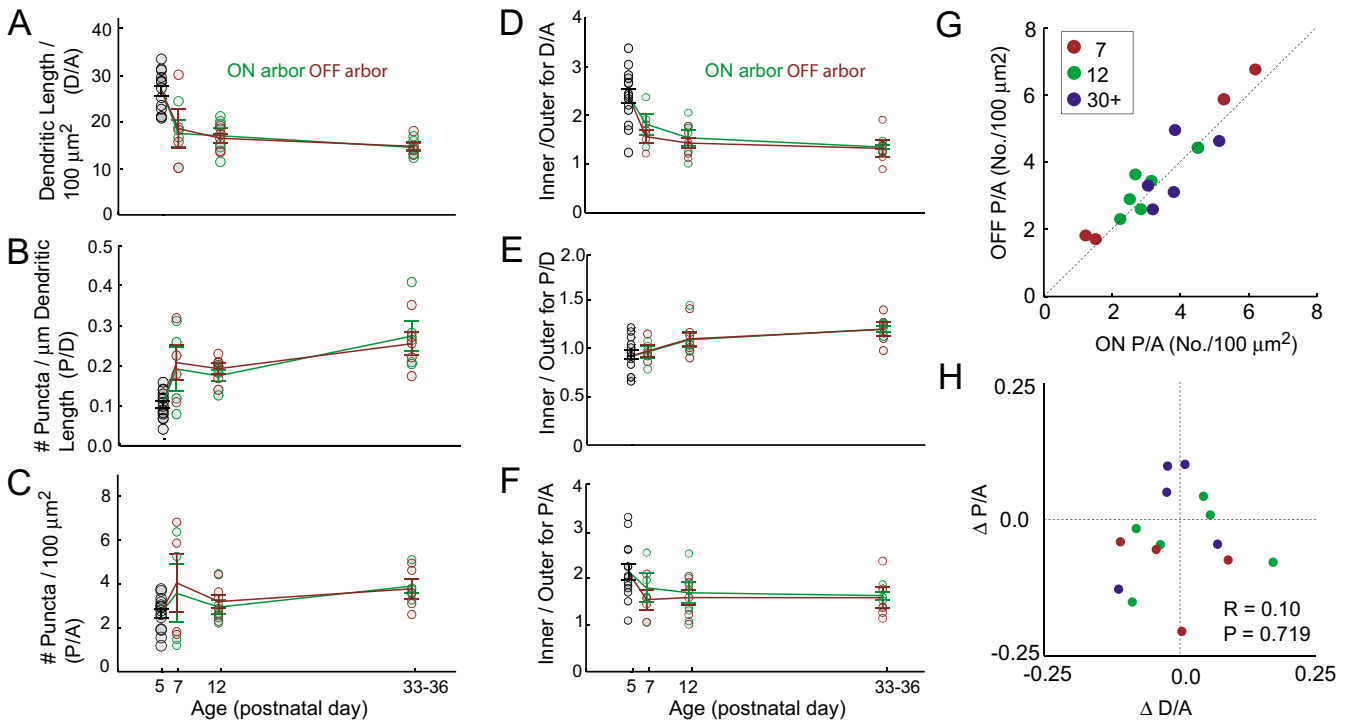 A
Dendritic Length /
100 μm²
(D/A)
40
30
20
10
0
ON arbor OFF arbor
B
# Puncta / μm Dendritic
Length (P/D)
0.5
0.4
0.3
0.2
0.1
0.0
C
# Puncta / 100 μm²
(P/A)
8
6
4
2
0
5
7
12
33-36
Age (postnatal day)
D
Inner /Outer for D/A
4
3
2
1
0
ON arbor OFF arbor
E
Inner / Outer for P/D
2.0
1.5
1.0
0.5
0.0
F
Inner / Outer for P/A
4
3
2
1
0
5
7
12
33-36
Age (postnatal day)
G
OFF P/A (No./100 μm2)
8
6
4
2
0
7
12
30+
0
2
4
6
8
ON P/A (No./100 μm²)
H
Δ P/A
0.25
0.0
-0.25
R = 0.10
P = 0.719
-0.25
0.0
0.25
Δ D/A